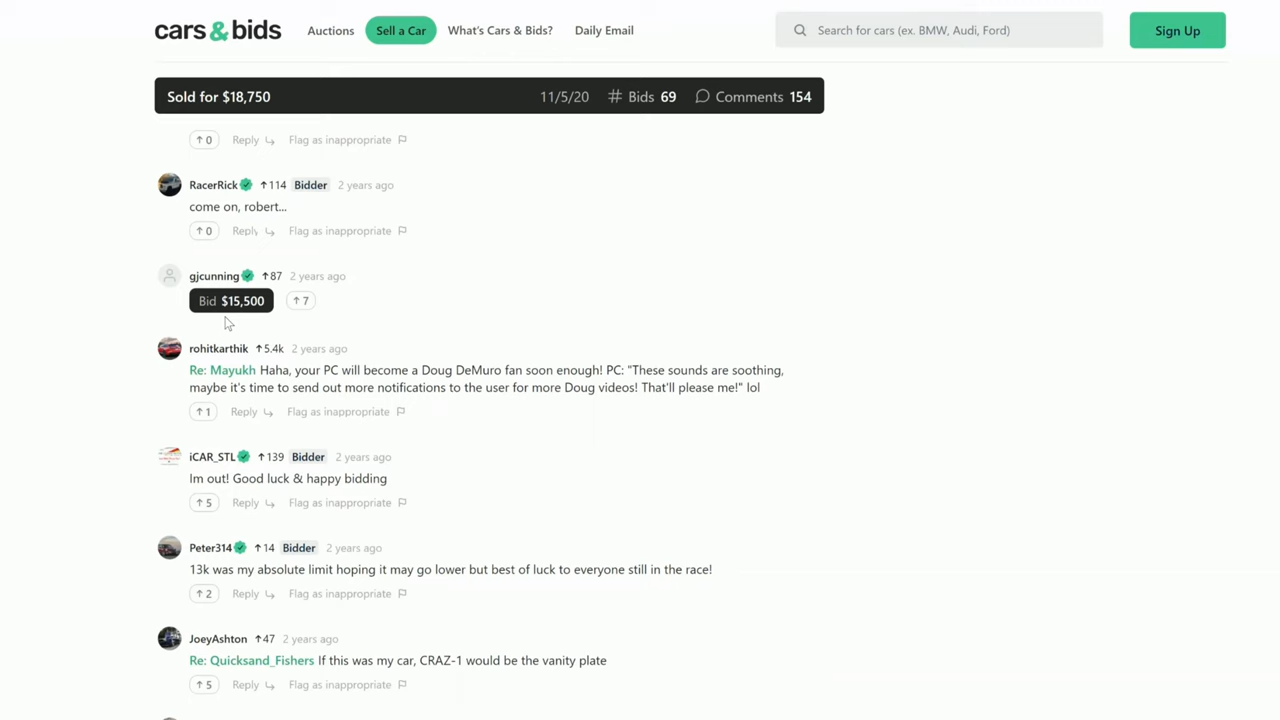 cars & bids Auctions Sell a Car What's Cars & Bids? Daily Email Search for cars (ex. BMW, Audi, Ford) Sign Up
Sold for $18,750 11/5/20 # Bids 69 Comments 154
↑ 0 Reply Flag as inappropriate
RacerRick ↑114 Bidder 2 years ago
come on, robert...
↑ 0 Reply Flag as inappropriate
gjcunning ↑87 2 years ago
Bid $15,500 ↑ 7
rohitkarthik ↑5.4k 2 years ago
Re: Mayukh Haha, your PC will become a Doug DeMuro fan soon enough! PC: "These sounds are soothing,
maybe it's time to send out more notifications to the user for more Doug videos! That'll please me!" lol
↑ 1 Reply Flag as inappropriate
iCAR_STL ↑139 Bidder 2 years ago
Im out! Good luck & happy bidding
↑ 5 Reply Flag as inappropriate
Peter314 ↑14 Bidder 2 years ago
13k was my absolute limit hoping it may go lower but best of luck to everyone still in the race!
↑ 2 Reply Flag as inappropriate
JoeyAshton ↑47 2 years ago
Re: Quicksand_Fishers If this was my car, CRAZ-1 would be the vanity plate
↑ 5 Reply Flag as inappropriate